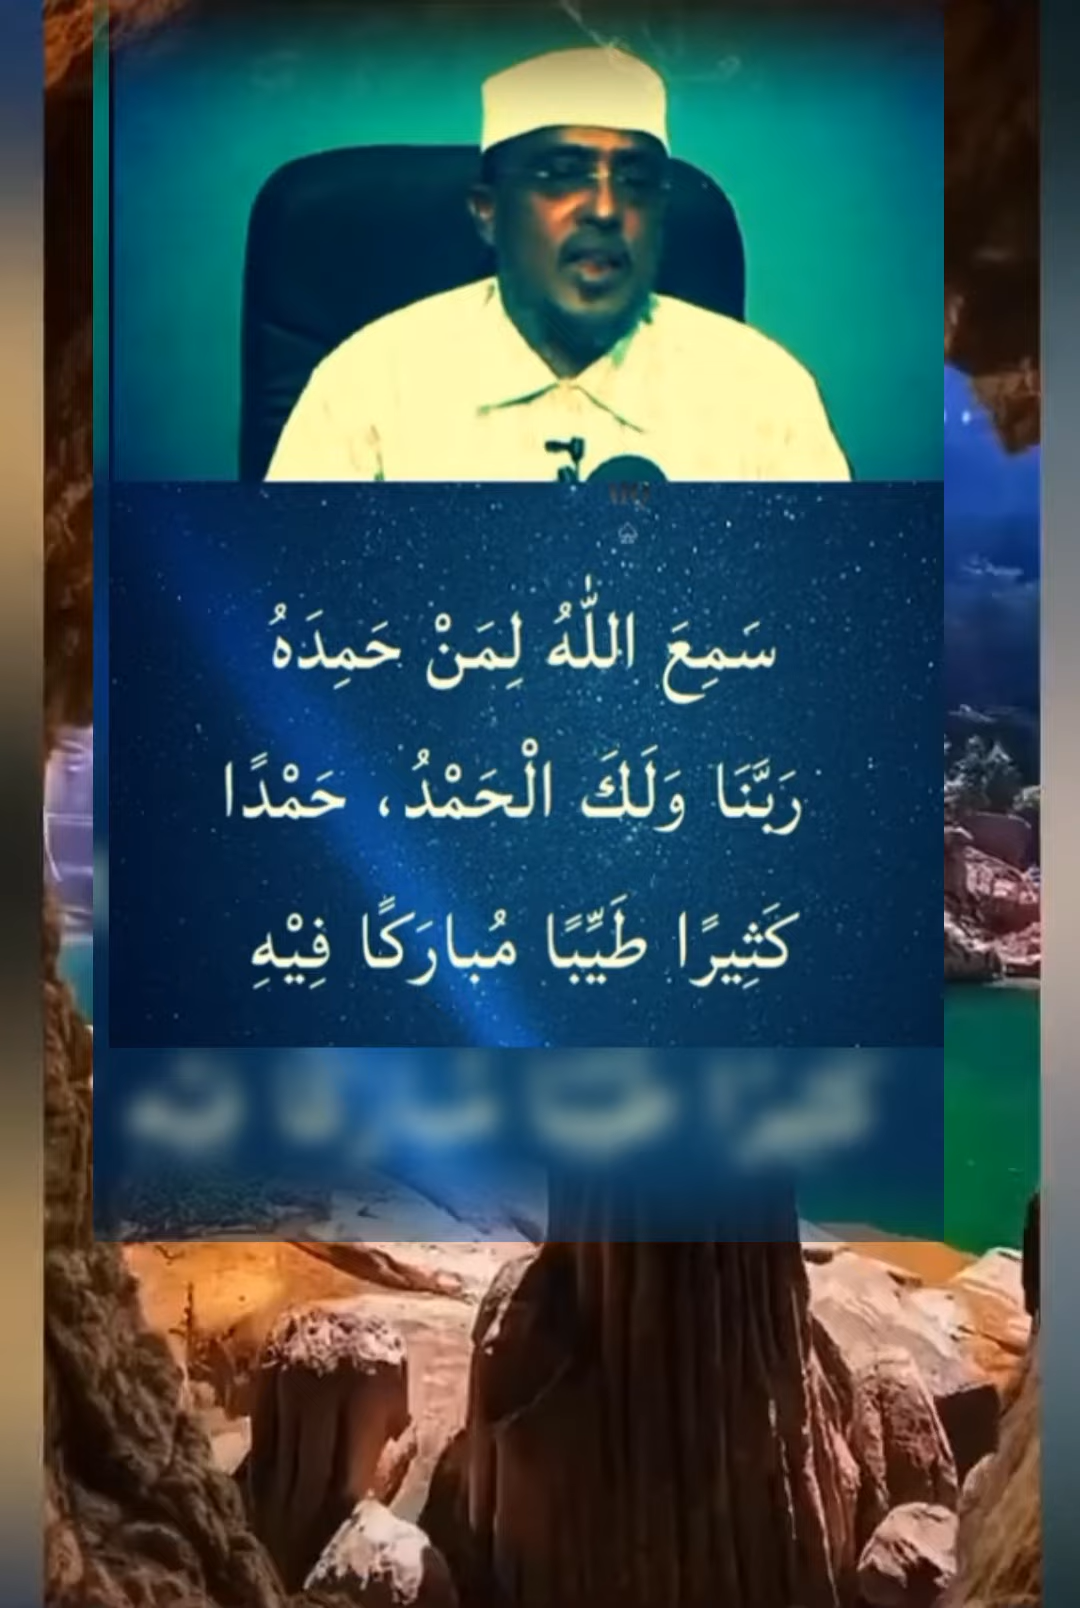 سَمِعَ اللّٰهُ لِمَنْ حَمِدَهُ
رَبَّنَا وَلَكَ الْحَمْدُ، حَمْدًا
كَثِيرًا طَيِّبًا مُبارَكًا فِيْهِ